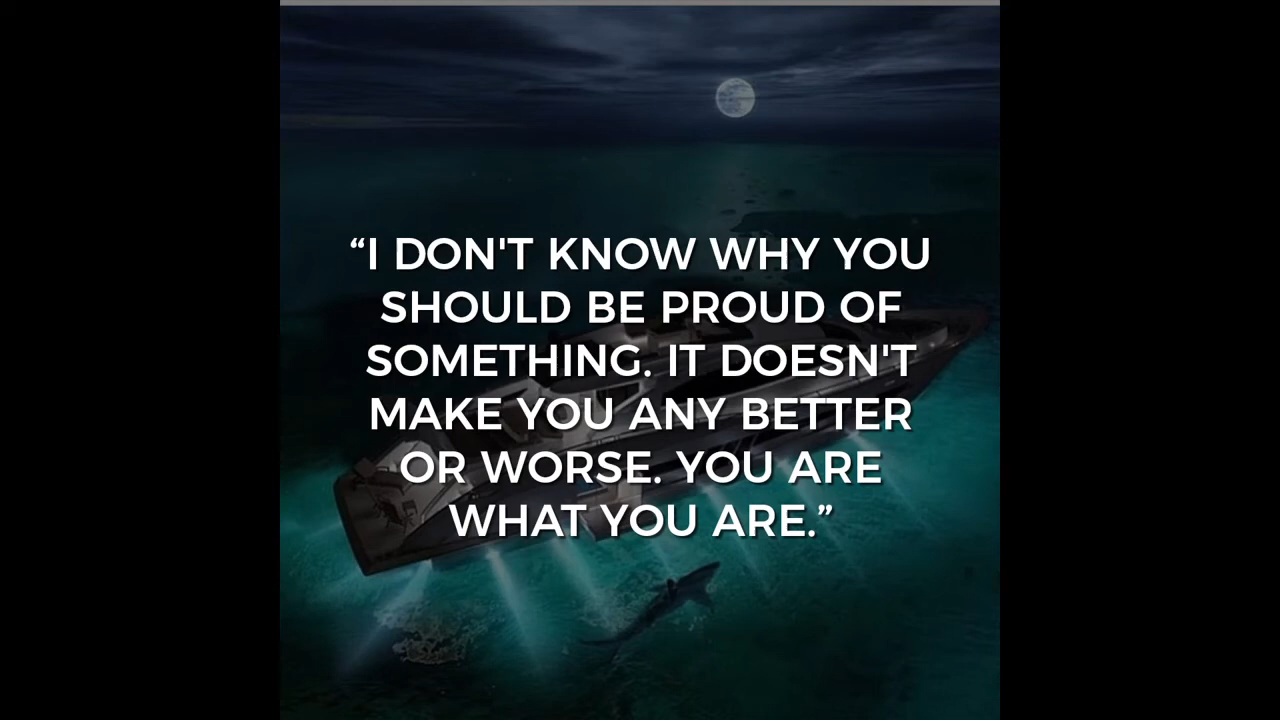 “I DON'T KNOW WHY YOU
SHOULD BE PROUD OF
SOMETHING. IT DOESN'T
MAKE YOU ANY BETTER
OR WORSE. YOU ARE
WHAT YOU ARE.”